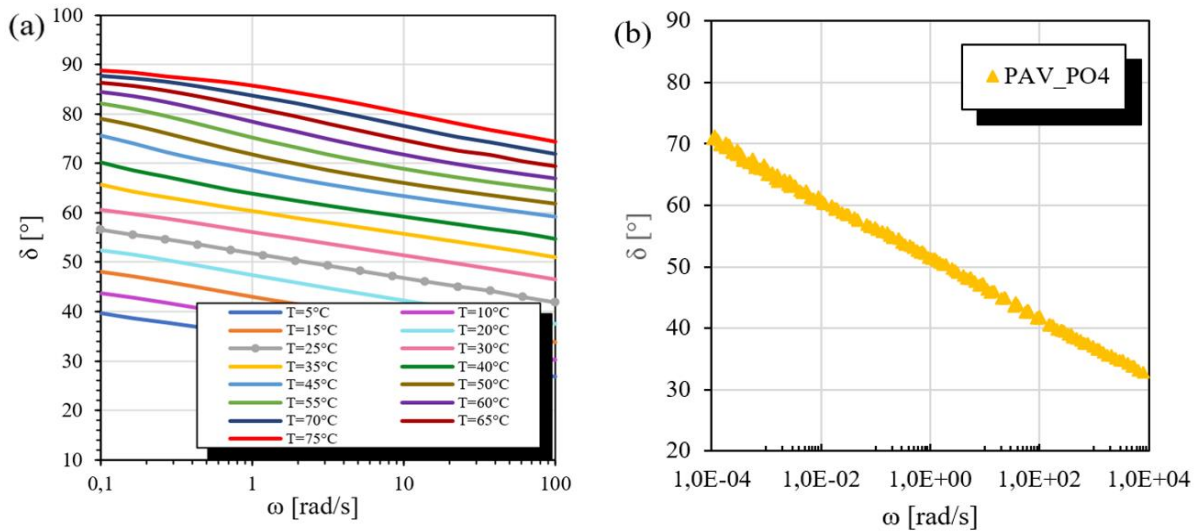 (a)
100
90
80
70
60
50
40
30
20
10
δ [°]
T=5°C T=10°C
T=15°C T=20°C
T=25°C T=30°C
T=35°C T=40°C
T=45°C T=50°C
T=55°C T=60°C
T=70°C T=65°C
T=75°C
0,1 1 10 100
ω [rad/s]
(b)
90
80
70
60
50
40
30
20
δ [°]
PAV_PO4
1,0E-04 1,0E-02 1,0E+00 1,0E+02 1,0E+04
ω [rad/s]